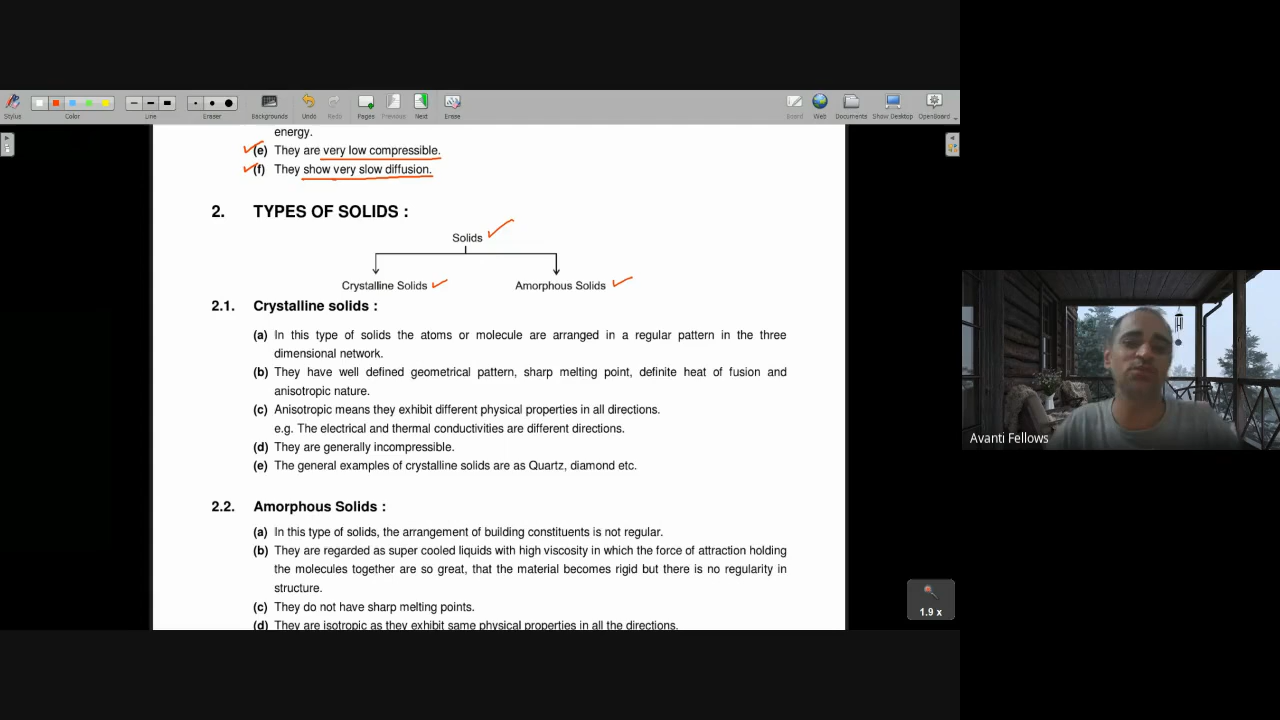 Stylus
Color
Line
Eraser
Backgrounds
Undo
Redo
Pages
Previous
Next
Erase
Board
Web
Documents
Show Desktop
OpenBoard
energy.
(e) They are very low compressible.
(f) They show very slow diffusion.
2. TYPES OF SOLIDS :
Solids
Crystalline Solids
Amorphous Solids
2.1. Crystalline solids :
(a) In this type of solids the atoms or molecule are arranged in a regular pattern in the three
dimensional network.
(b) They have well defined geometrical pattern, sharp melting point, definite heat of fusion and
anisotropic nature.
(c) Anisotropic means they exhibit different physical properties in all directions.
e.g. The electrical and thermal conductivities are different directions.
(d) They are generally incompressible.
(e) The general examples of crystalline solids are as Quartz, diamond etc.
2.2. Amorphous Solids :
(a) In this type of solids, the arrangement of building constituents is not regular.
(b) They are regarded as super cooled liquids with high viscosity in which the force of attraction holding
the molecules together are so great, that the material becomes rigid but there is no regularity in
structure.
(c) They do not have sharp melting points.
(d) They are isotropic as they exhibit same physical properties in all the directions.
1.9 x
Avanti Fellows